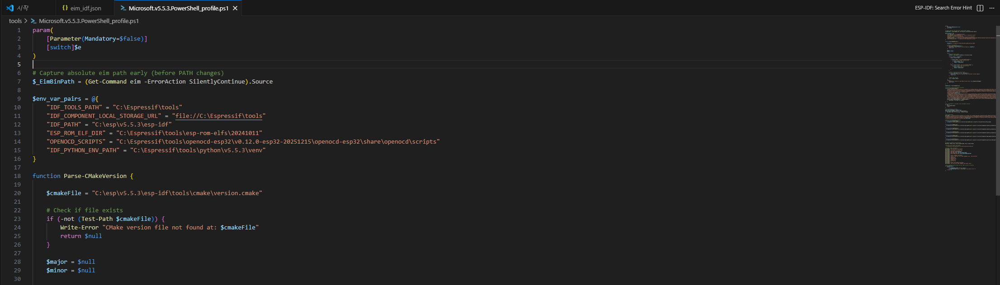 시작
eim_idf.json
Microsoft.v5.5.3.PowerShell_profile.ps1
ESP-IDF: Search Error Hint
tools > Microsoft.v5.5.3.PowerShell_profile.ps1
1 param(
2     [Parameter(Mandatory=$false)]
3     [switch]$e
4 )
5
6 # Capture absolute eim path early (before PATH changes)
7 $_EimBinPath = (Get-Command eim -ErrorAction SilentlyContinue).Source
8
9 $env_var_pairs = @{
10     "IDF_TOOLS_PATH" = "C:\Espressif\tools"
11     "IDF_COMPONENT_LOCAL_STORAGE_URL" = "file://C:\Espressif\tools"
12     "IDF_PATH" = "C:\esp\v5.5.3\esp-idf"
13     "ESP_ROM_ELF_DIR" = "C:\Espressif\tools\esp-rom-elfs\20241011"
14     "OPENOCD_SCRIPTS" = "C:\Espressif\tools\openocd-esp32\v0.12.0-esp32-20251215\openocd-esp32\share\openocd\scripts"
15     "IDF_PYTHON_ENV_PATH" = "C:\Espressif\tools\python\v5.5.3\venv"
16 }
17
18 function Parse-CMakeVersion {
19
20     $cmakeFile = "C:\esp\v5.5.3\esp-idf\tools\cmake\version.cmake"
21
22     # Check if file exists
23     if (-not (Test-Path $cmakeFile)) {
24         Write-Error "CMake version file not found at: $cmakeFile"
25         return $null
26     }
27
28     $major = $null
29     $minor = $null
30